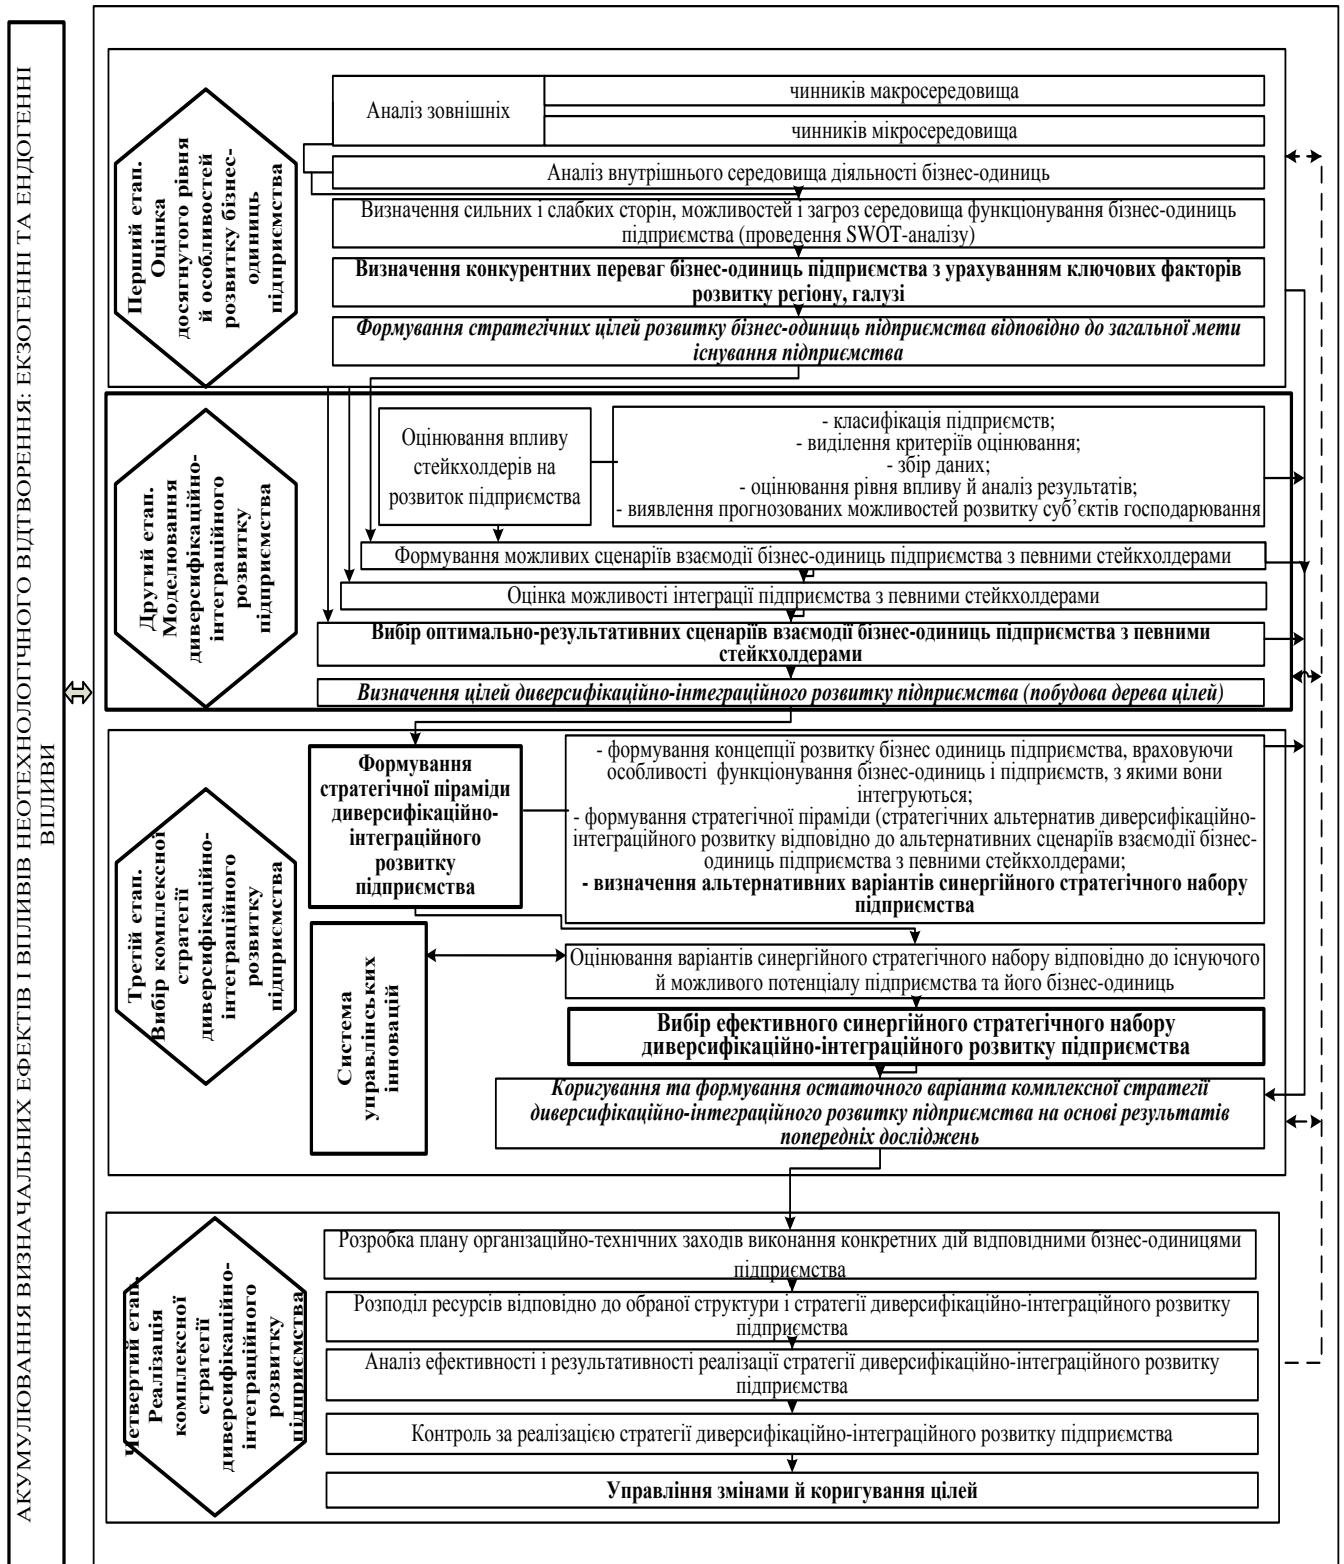 АКУМУЛЮВАННЯ ВИЗНАЧАЛЬНИХ ЕФЕКТІВ І ВПЛИВІВ НЕОТЕХНОЛОГІЧНОГО ВІДТВОРЕННЯ: ЕКЗОГЕННІ ТА ЕНДОГЕННІ
ВПЛИВИ
Перший етап.
Оцінка
досягнутого рівня
й особливостей
розвитку бізнес-
одиниць
підприємства
Аналіз зовнішніх
чинників макросередовища
чинників мікросередовища
Аналіз внутрішнього середовища діяльності бізнес-одиниць
Визначення сильних і слабких сторін, можливостей і загроз середовища функціонування бізнес-одиниць
підприємства (проведення SWOT-аналізу)
Визначення конкурентних переваг бізнес-одиниць підприємства з урахуванням ключових факторів
розвитку регіону, галузі
Формування стратегічних цілей розвитку бізнес-одиниць підприємства відповідно до загальної мети
існування підприємства
Другий етап.
Моделювання
диверсифікаційно-
інтеграційного
розвитку
підприємства
Оцінювання впливу
стейкхолдерів на
розвиток підприємства
- класифікація підприємств;
- виділення критеріїв оцінювання;
- збір даних;
- оцінювання рівня впливу й аналіз результатів;
- виявлення прогнозованих можливостей розвитку суб’єктів господарювання
Формування можливих сценаріїв взаємодії бізнес-одиниць підприємства з певними стейкхолдерами
Оцінка можливості інтеграції підприємства з певними стейкхолдерами
Вибір оптимально-результативних сценаріїв взаємодії бізнес-одиниць підприємства з певними
стейкхолдерами
Визначення цілей диверсифікаційно-інтеграційного розвитку підприємства (побудова дерева цілей)
Третій етап.
Вибір комплексної
стратегії
диверсифікаційно-
інтеграційного
розвитку
підприємства
Формування
стратегічної піраміди
диверсифікаційно-
інтеграційного
розвитку
підприємства
- формування концепції розвитку бізнес одиниць підприємства, враховуючи
особливості функціонування бізнес-одиниць і підприємств, з якими вони
інтегруються;
- формування стратегічної піраміди (стратегічних альтернатив диверсифікаційно-
інтеграційного розвитку відповідно до альтернативних сценаріїв взаємодії бізнес-
одиниць підприємства з певними стейкхолдерами;
- визначення альтернативних варіантів синергійного стратегічного набору
підприємства
Система
управлінських
інновацій
Оцінювання варіантів синергійного стратегічного набору відповідно до існуючого
й можливого потенціалу підприємства та його бізнес-одиниць
Вибір ефективного синергійного стратегічного набору
диверсифікаційно-інтеграційного розвитку підприємства
Коригування та формування остаточного варіанта комплексної стратегії
диверсифікаційно-інтеграційного розвитку підприємства на основі результатів
попередніх досліджень
Четвертий етап.
Реалізація
комплексної
стратегії
диверсифікаційно-
інтеграційного
розвитку
підприємства
Розробка плану організаційно-технічних заходів виконання конкретних дій відповідними бізнес-одиницями
підприємства
Розподіл ресурсів відповідно до обраної структури і стратегії диверсифікаційно-інтеграційного розвитку
підприємства
Аналіз ефективності і результативності реалізації стратегії диверсифікаційно-інтеграційного розвитку
підприємства
Контроль за реалізацією стратегії диверсифікаційно-інтеграційного розвитку підприємства
Управління змінами й коригування цілей